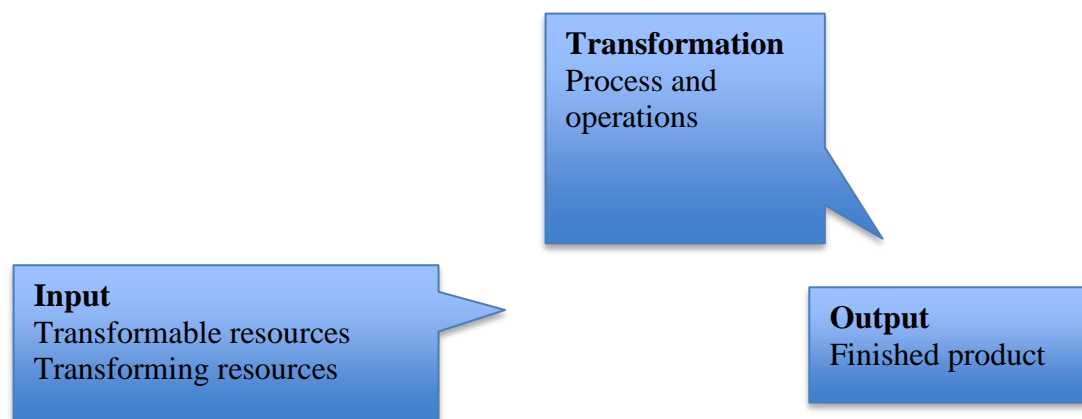 Transformation
Process and
operations
Input
Transformable resources
Transforming resources
Output
Finished product